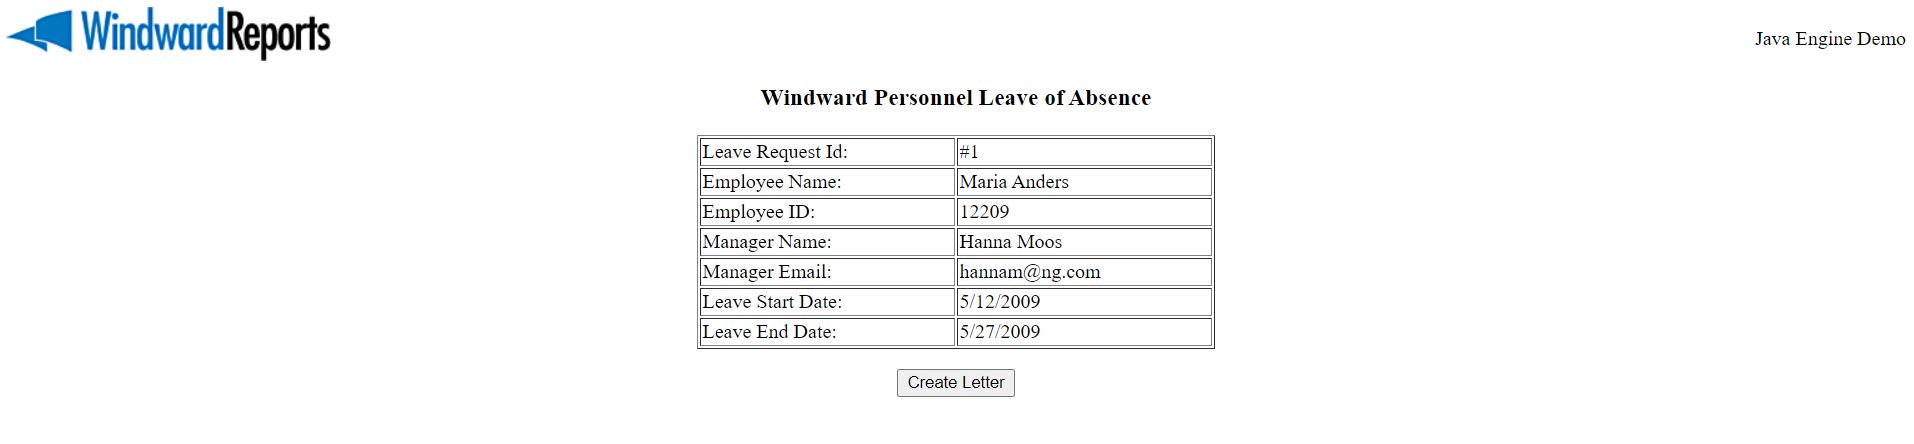 WindwardReports
Java Engine Demo
Windward Personnel Leave of Absence
Leave Request Id: #1
Employee Name: Maria Anders
Employee ID: 12209
Manager Name: Hanna Moos
Manager Email: hannam@ng.com
Leave Start Date: 5/12/2009
Leave End Date: 5/27/2009
Create Letter